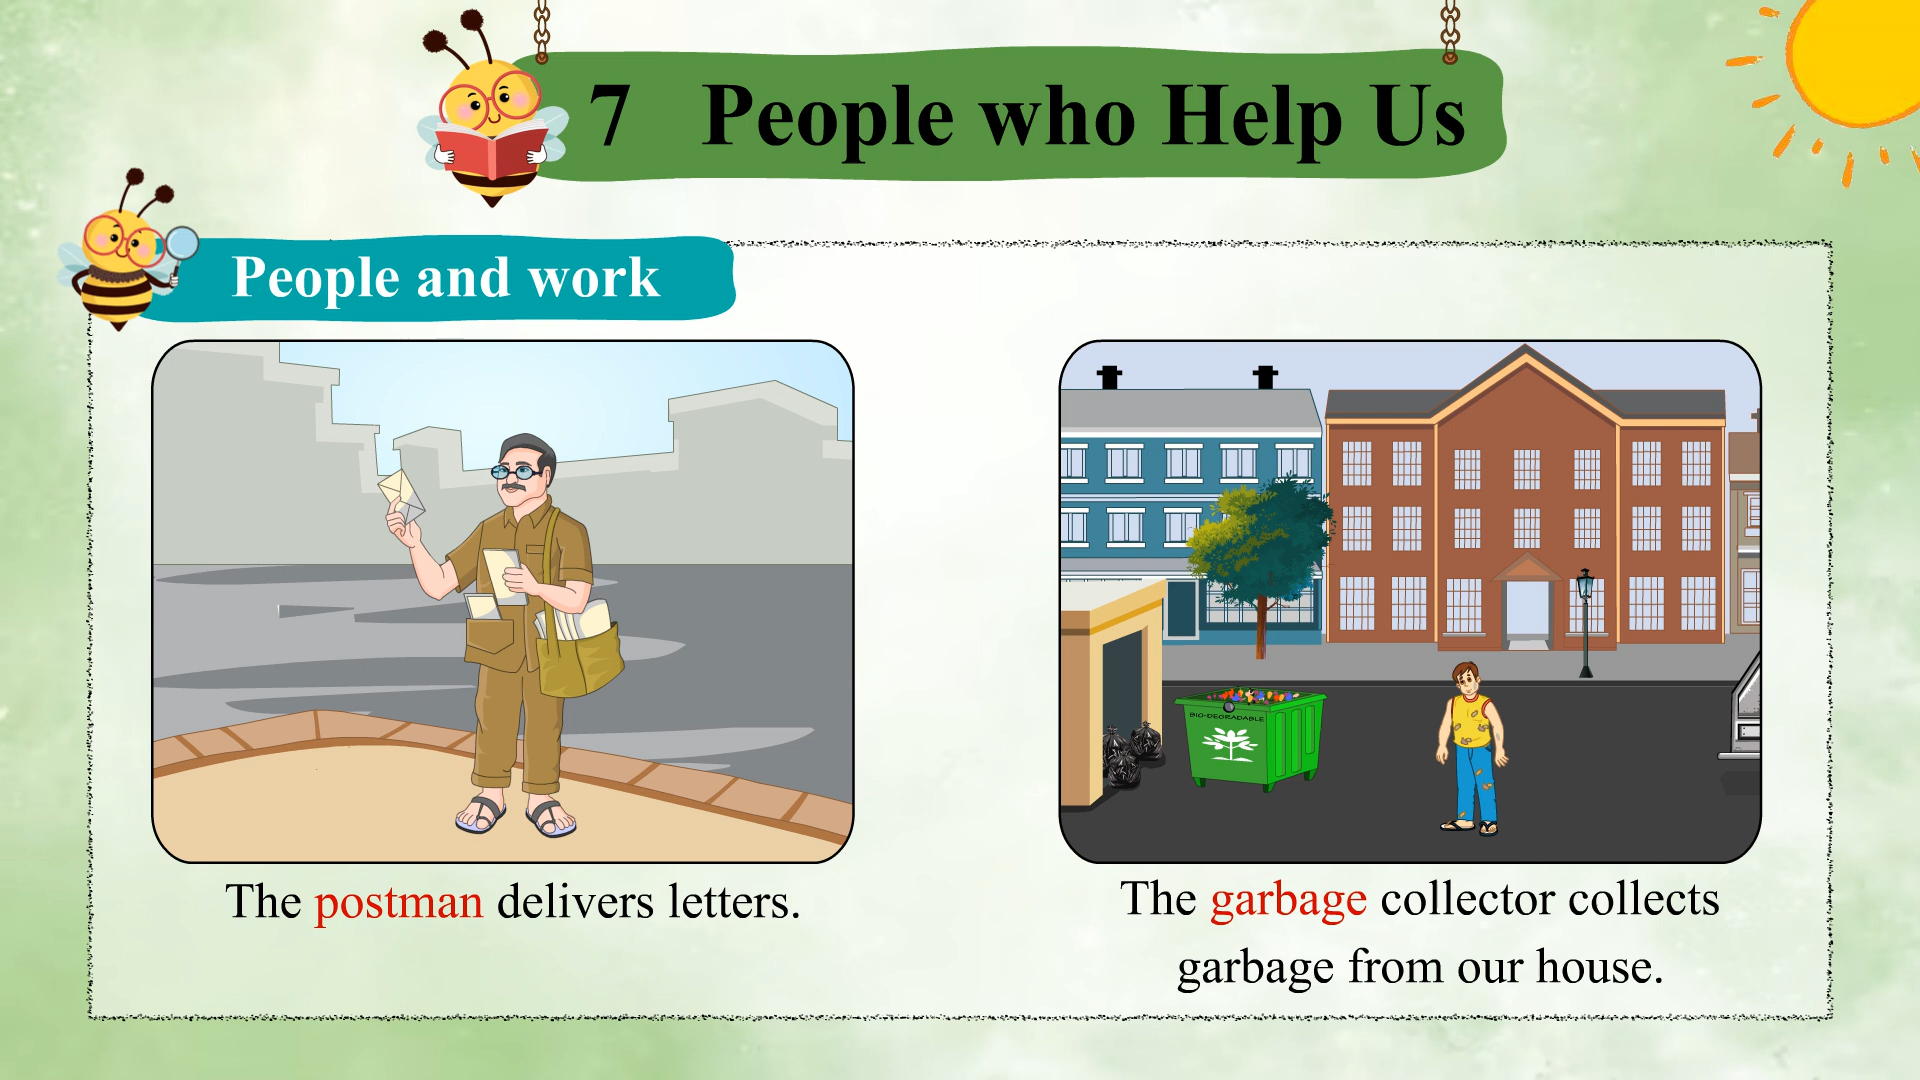 7 People who Help Us
People and work
BIO-DEGRADABLE
The postman delivers letters.
The garbage collector collects
garbage from our house.